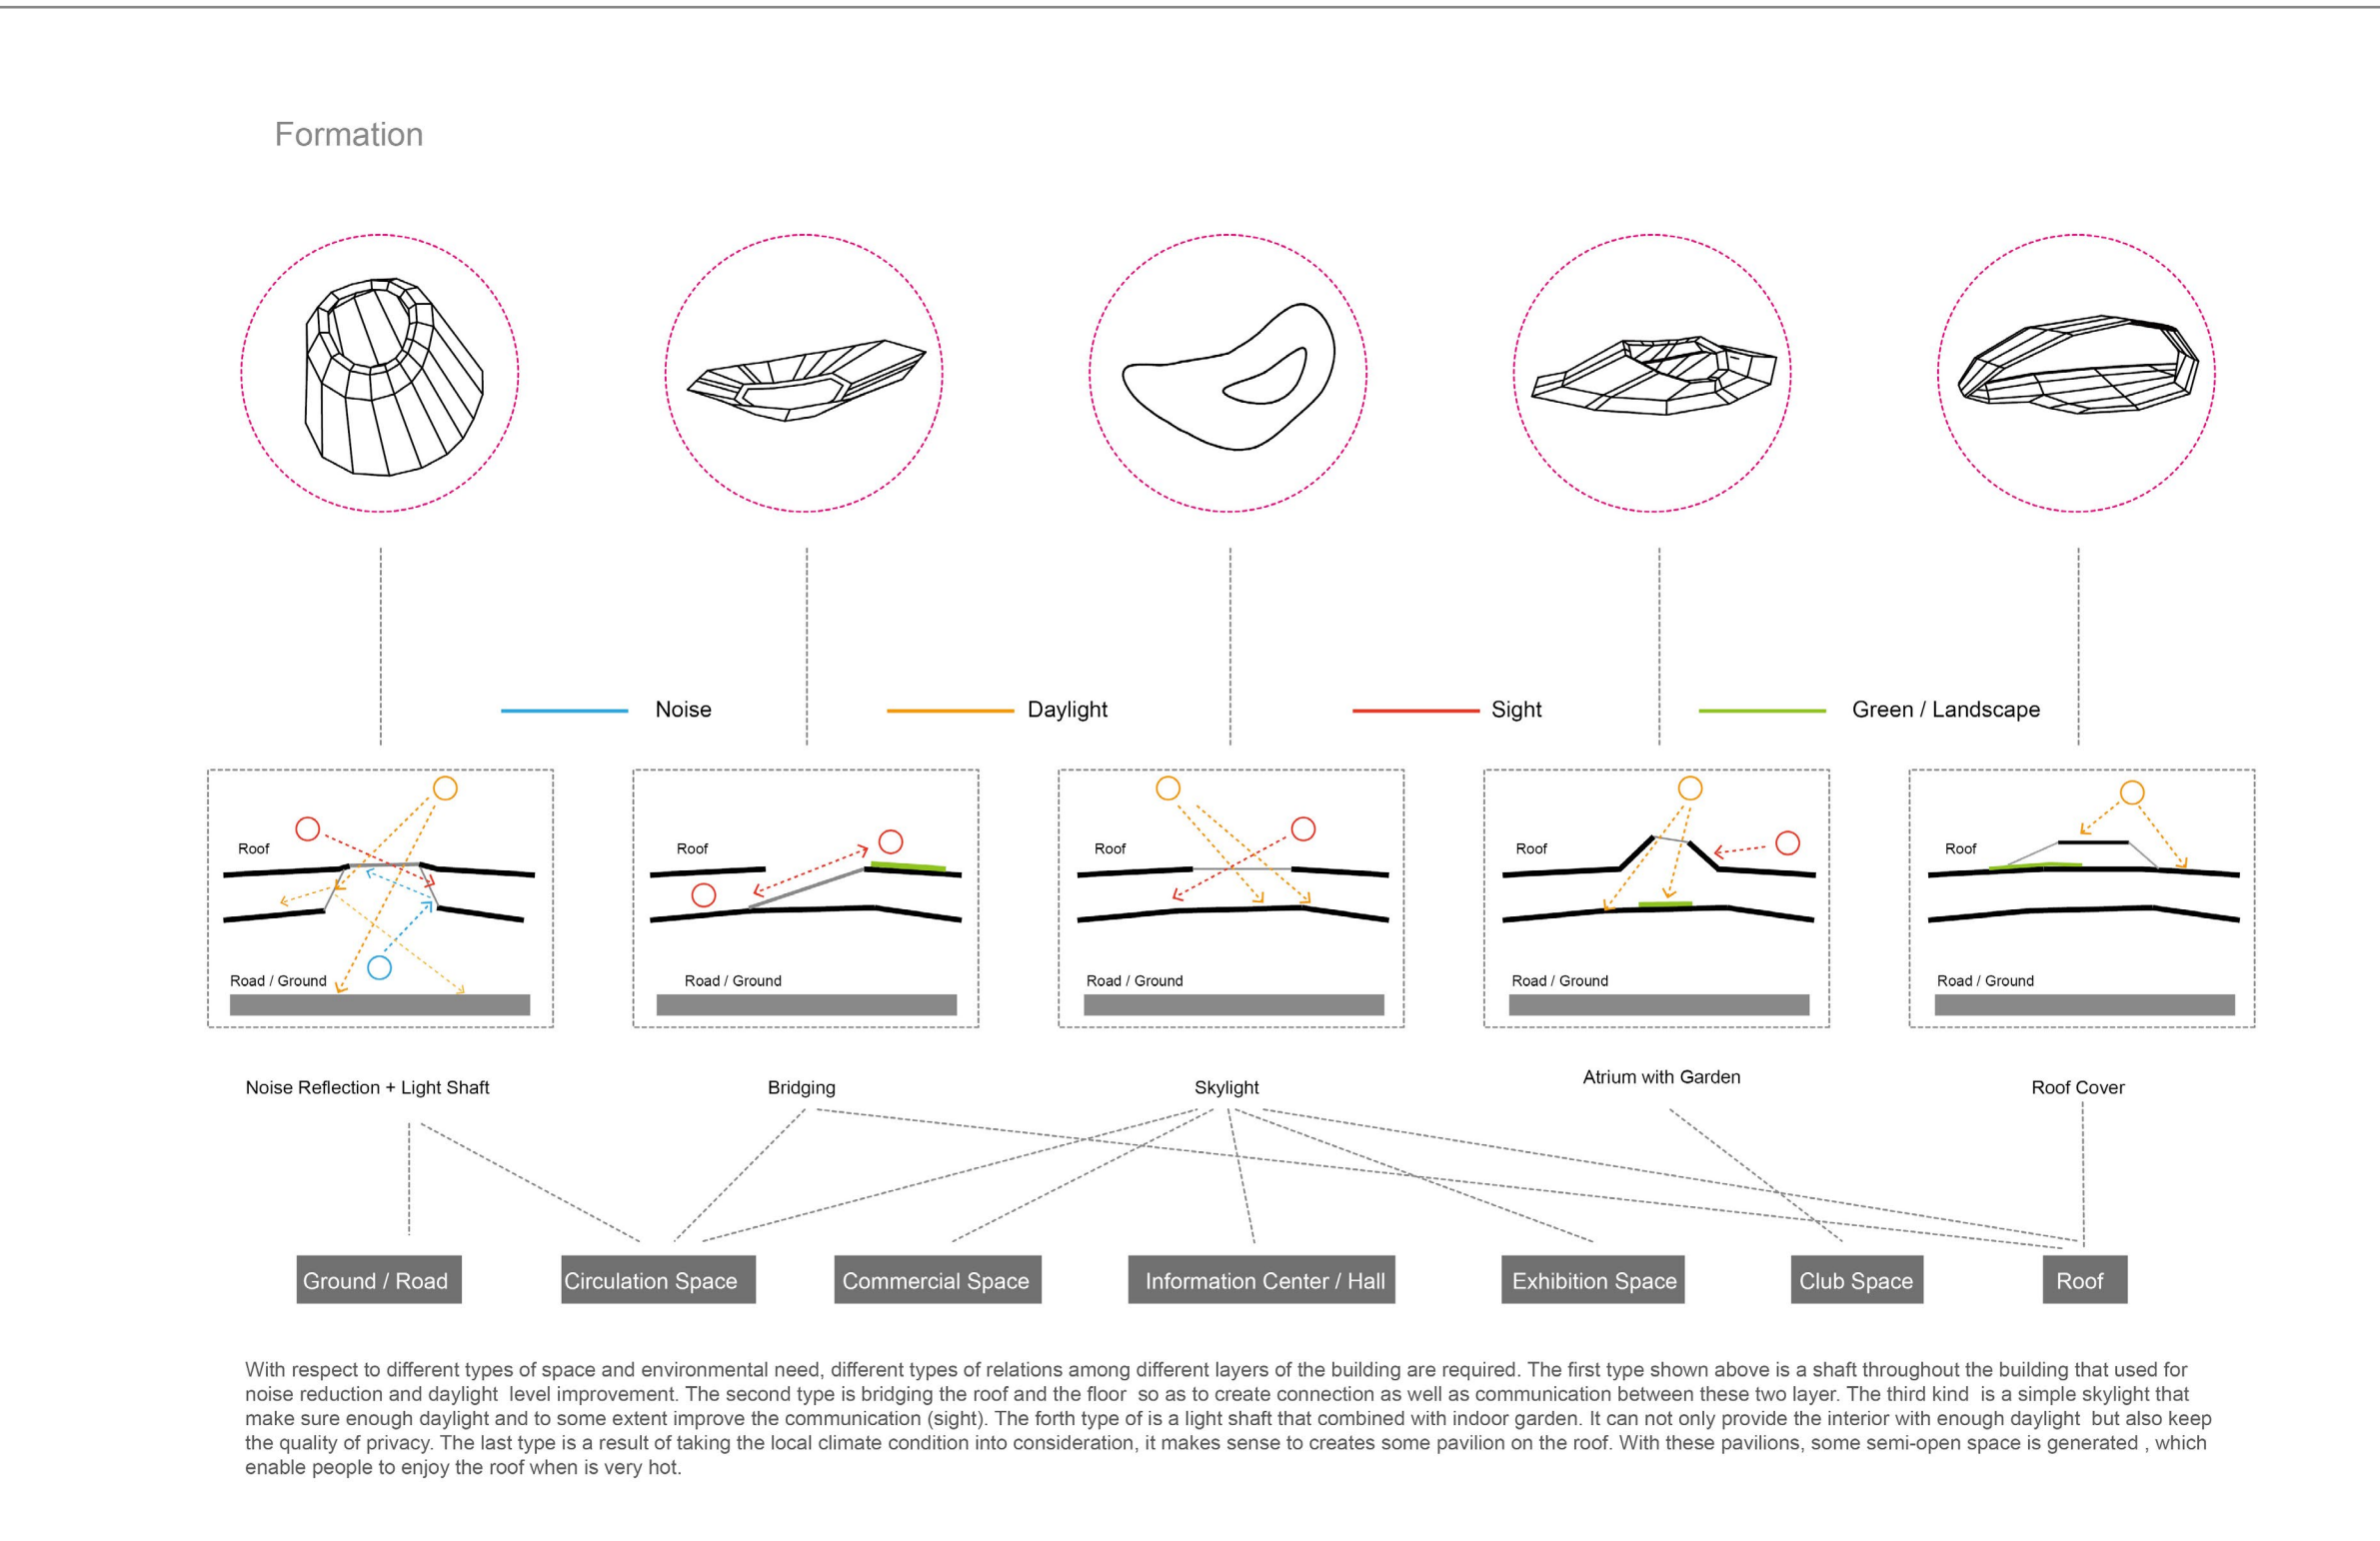 Formation
Noise
Daylight
Sight
Green / Landscape
Roof
Road / Ground
Roof
Road / Ground
Roof
Road / Ground
Roof
Road / Ground
Roof
Road / Ground
Noise Reflection + Light Shaft
Bridging
Skylight
Atrium with Garden
Roof Cover
Ground / Road
Circulation Space
Commercial Space
Information Center / Hall
Exhibition Space
Club Space
Roof
With respect to different types of space and environmental need, different types of relations among different layers of the building are required. The first type shown above is a shaft throughout the building that used for
noise reduction and daylight level improvement. The second type is bridging the roof and the floor so as to create connection as well as communication between these two layer. The third kind is a simple skylight that
make sure enough daylight and to some extent improve the communication (sight). The forth type of is a light shaft that combined with indoor garden. It can not only provide the interior with enough daylight but also keep
the quality of privacy. The last type is a result of taking the local climate condition into consideration, it makes sense to creates some pavilion on the roof. With these pavilions, some semi-open space is generated , which
enable people to enjoy the roof when is very hot.